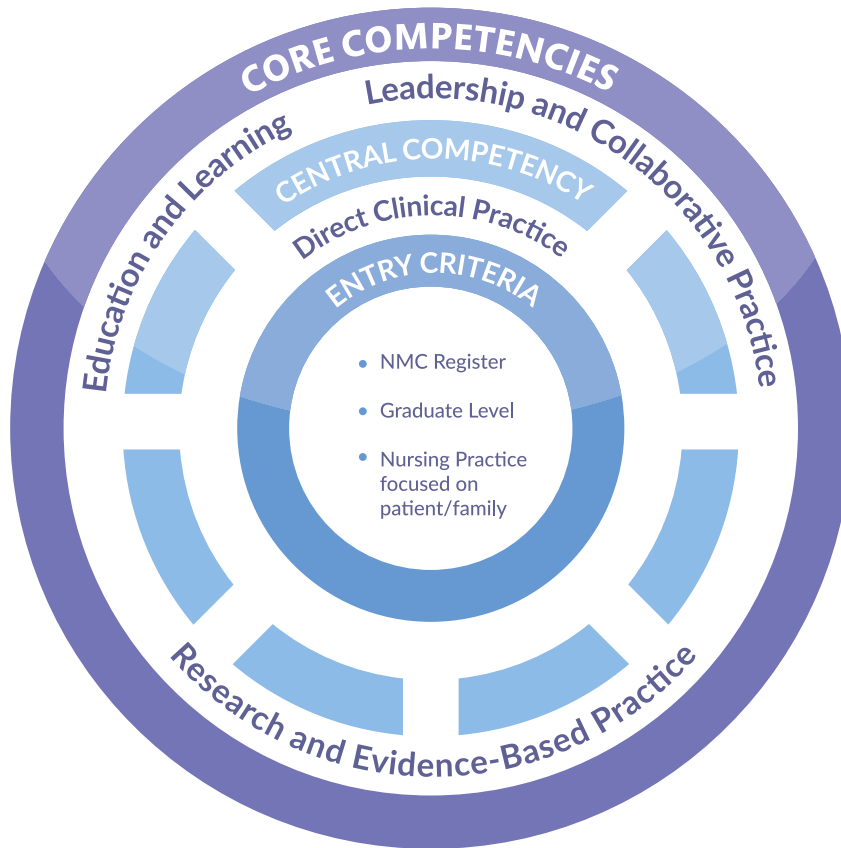 CORE COMPETENCIES
Leadership and Collaborative Practice
Education and Learning
CENTRAL COMPETENCY
Direct Clinical Practice
ENTRY CRITERIA
• NMC Register
• Graduate Level
• Nursing Practice
focused on
patient/family
Research and Evidence-Based Practice